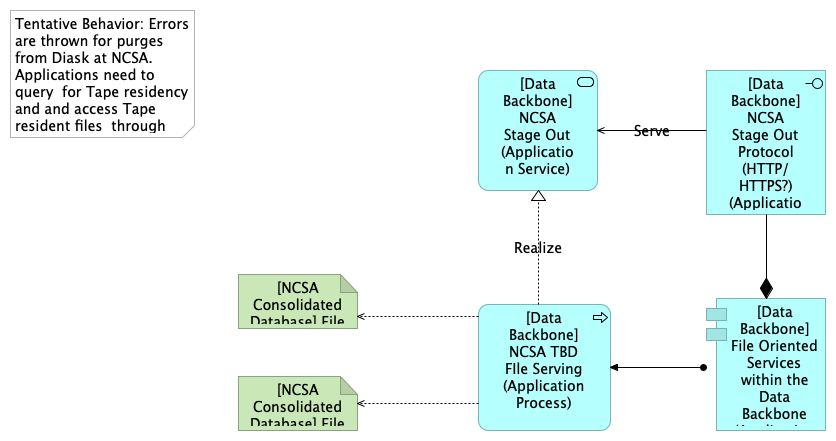 Tentative Behavior: Errors
are thrown for purges
from Diask at NCSA.
Applications need to
query  for Tape residency
and and access Tape
resident files  through
[Data
Backbone]
NCSA
Stage Out
(Applicatio
n Service)
Serve
[Data
Backbone]
NCSA
Stage Out
Protocol
(HTTP/
HTTPS?)
(Applicatio
Realize
[NCSA
Consolidated
Database] File
[Data
Backbone]
NCSA TBD
FIle Serving
(Application
Process)
[Data
Backbone]
File Oriented
Services
within the
Data
Backbone
[NCSA
Consolidated
Database] File